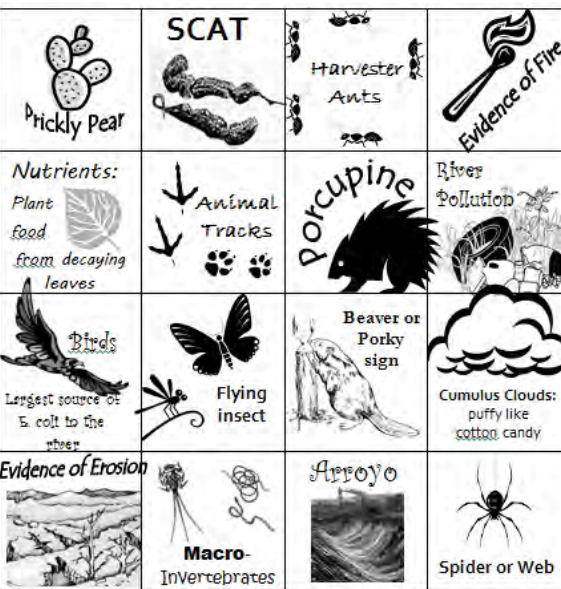 Prickly Pear
SCAT
Harvester
Ants
Evidence of Fire
Nutrients:
Plant
food
from decaying
leaves
Animal
Tracks
Porcupine
River
Pollution
Birds
Largest source of
E. coli in the
river
Flying
insect
Beaver or
Porky
sign
Cumulus Clouds:
puffy like
cotton candy
Evidence of Erosion
Macro-
Invertebrates
Arroyo
Spider or Web